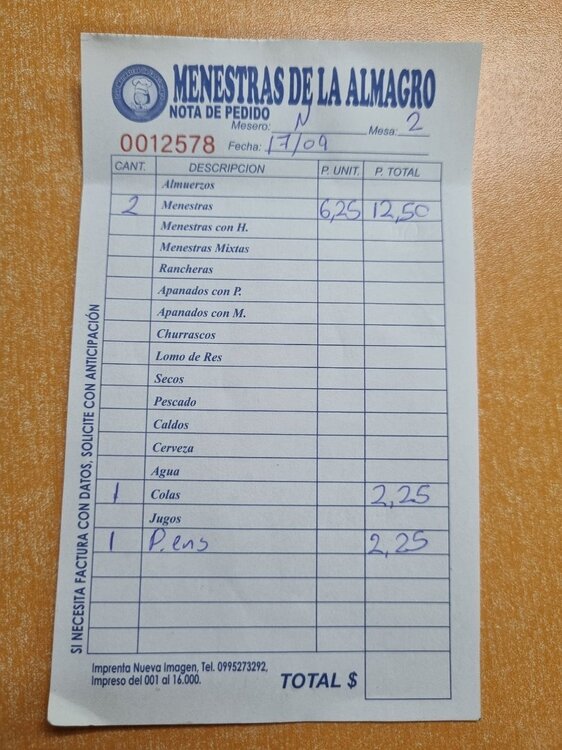 MENESTRAS DE LA ALMAGRO
NOTA DE PEDIDO
Mesero: N Mesa: 2
0012578 Fecha: 17/09
CANT. DESCRIPCION P. UNIT. P. TOTAL
Almuerzos
2 Menestras 6,25 12,50
Menestras con H.
Menestras Mixtas
Rancheras
Apanados con P.
Apanados con M.
Churrascos
Lomo de Res
Secos
Pescado
Caldos
Cerveza
Agua
1 Colas 2,25
Jugos
1 P. ens 2,25
SI NECESITA FACTURA CON DATOS, SOLICITE CON ANTICIPACIÓN
Imprenta Nueva Imagen, Tel. 0995273292,
Impreso del 001 al 16.000.
TOTAL $